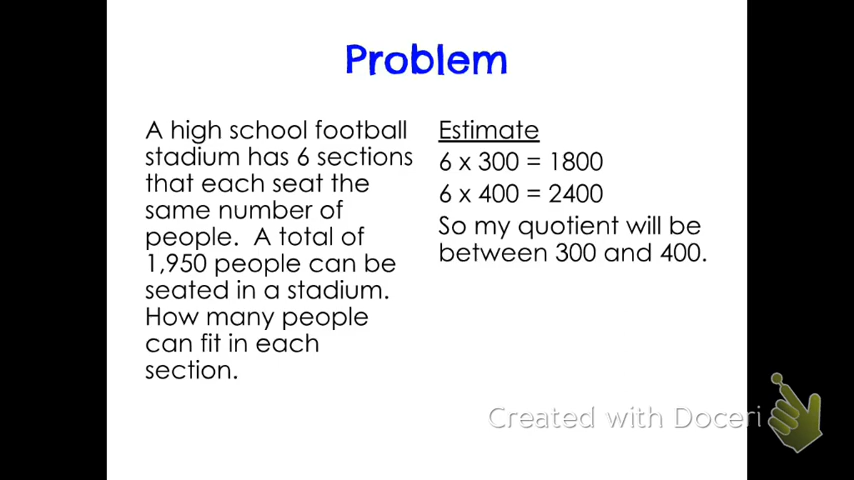 Problem
A high school football
stadium has 6 sections
that each seat the
same number of
people.  A total of
1,950 people can be
seated in a stadium.
How many people
can fit in each
section.
Estimate
6 x 300 = 1800
6 x 400 = 2400
So my quotient will be
between 300 and 400.
Created with Doceri